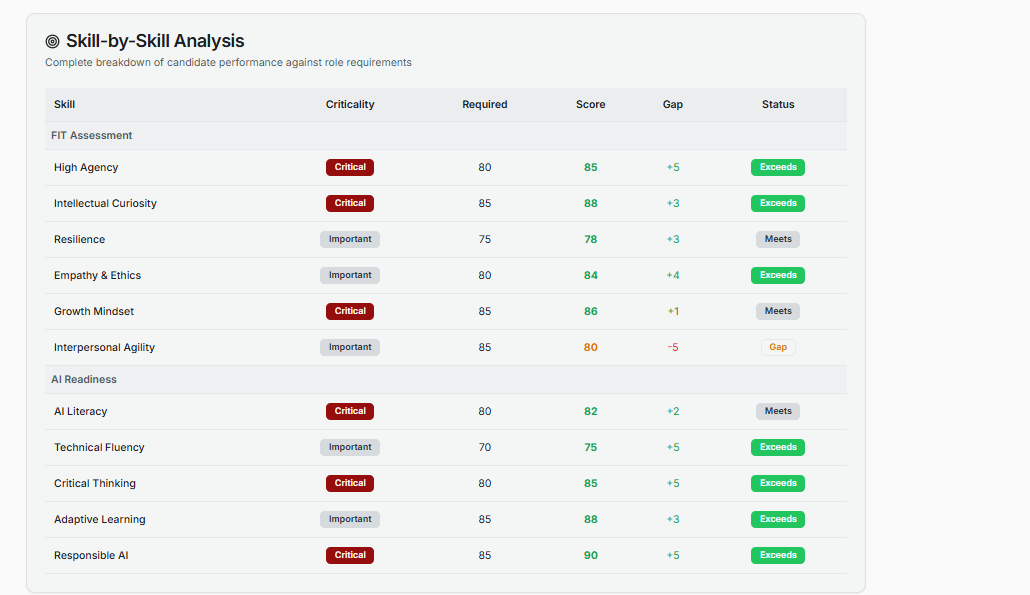 Skill-by-Skill Analysis
Complete breakdown of candidate performance against role requirements
Skill Criticality Required Score Gap Status
FIT Assessment
High Agency Critical 80 85 +5 Exceeds
Intellectual Curiosity Critical 85 88 +3 Exceeds
Resilience Important 75 78 +3 Meets
Empathy & Ethics Important 80 84 +4 Exceeds
Growth Mindset Critical 85 86 +1 Meets
Interpersonal Agility Important 85 80 -5 Gap
AI Readiness
AI Literacy Critical 80 82 +2 Meets
Technical Fluency Important 70 75 +5 Exceeds
Critical Thinking Critical 80 85 +5 Exceeds
Adaptive Learning Important 85 88 +3 Exceeds
Responsible AI Critical 85 90 +5 Exceeds